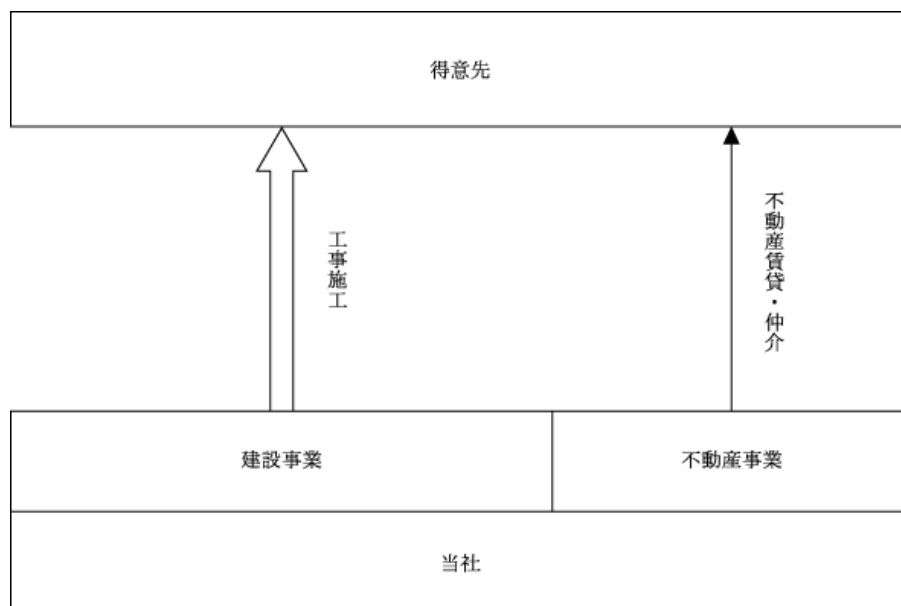 得意先
工事施工
不動産賃貸・仲介
建設事業
不動産事業
当社